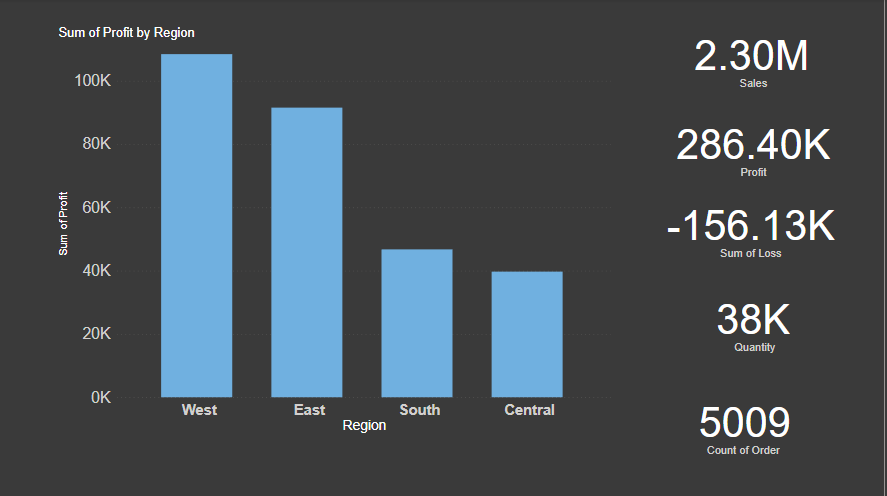 Sum of Profit by Region
100K
80K
60K
40K
20K
0K
Sum of Profit
West East South Central
Region
2.30M
Sales
286.40K
Profit
-156.13K
Sum of Loss
38K
Quantity
5009
Count of Order